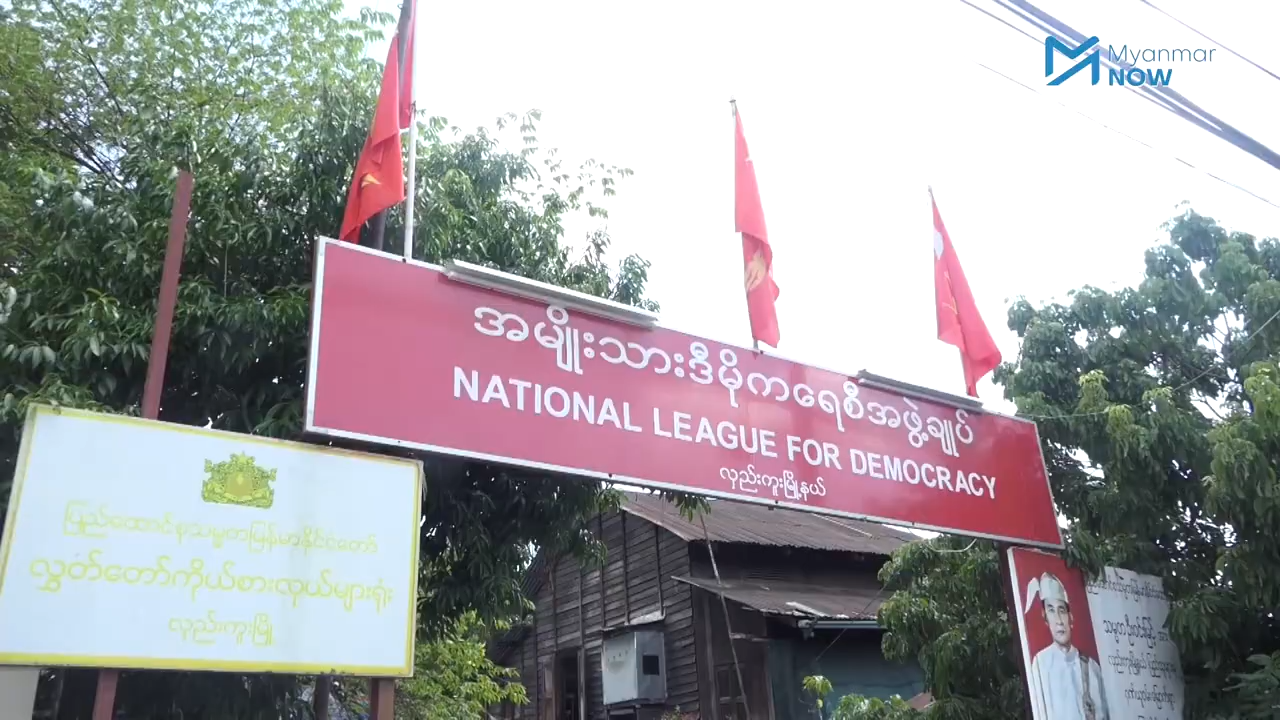 Myanmar
NOW
အမျိုးသားဒီမိုကရေစီအဖွဲ့ချုပ်
NATIONAL LEAGUE FOR DEMOCRACY
လှည်းကူးမြို့နယ်
ပြည်ထောင်စုသမ္မတမြန်မာနိုင်ငံတော်
လွှတ်တော်ကိုယ်စားလှယ်များရုံး
လှည်းကူးမြို့